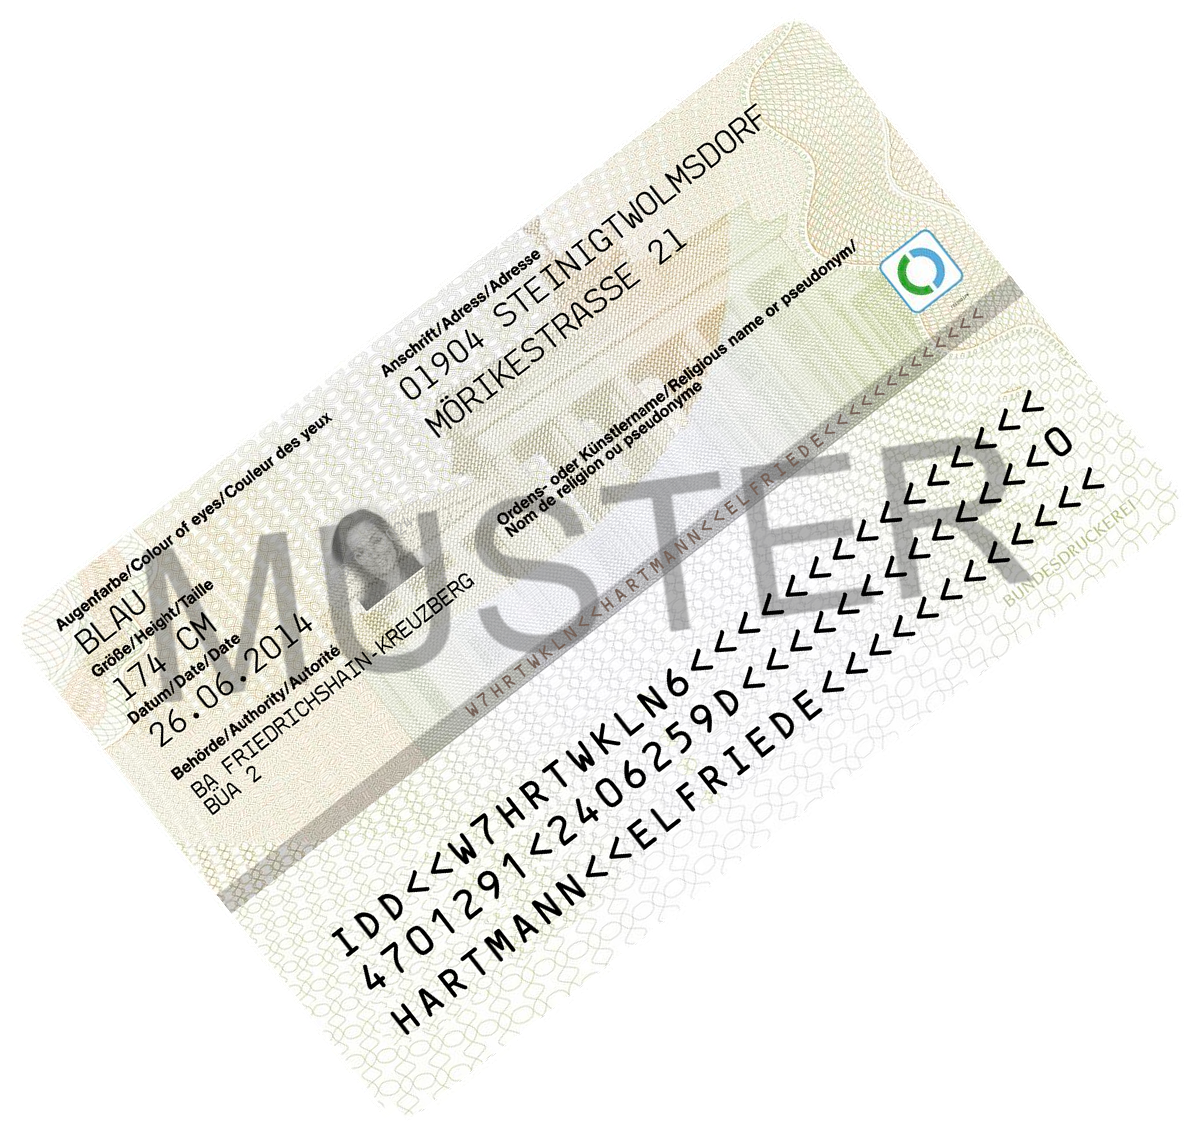 Augenfarbe/Colour of eyes/Couleur des yeux
BLAU
Größe/Height/Taille
174 CM
Datum/Date/Date
26.06.2014
Behörde/Authority/Autorité
BA FRIEDRICHSHAIN-KREUZBERG
BÜA 2
Anschrift/Adress/Adresse
01904 STEINIGTWOLMSDORF
MÖRIKESTRASSE 21
Ordens- oder Künstlername/Religious name or pseudonym/
Nom de religion ou pseudonyme
MUSTER
W7HRTWKLN<<HARTMANN<<ELFRIEDE<<<<<<<<<<<<<<
BUNDESDRUCKEREI
IDD<<W7HRTWKLN6<<<<<<<<<<<<<<<
4701291<2406259D<<<<<<<<<<<<<0
HARTMANN<<ELFRIEDE<<<<<<<<<<<<